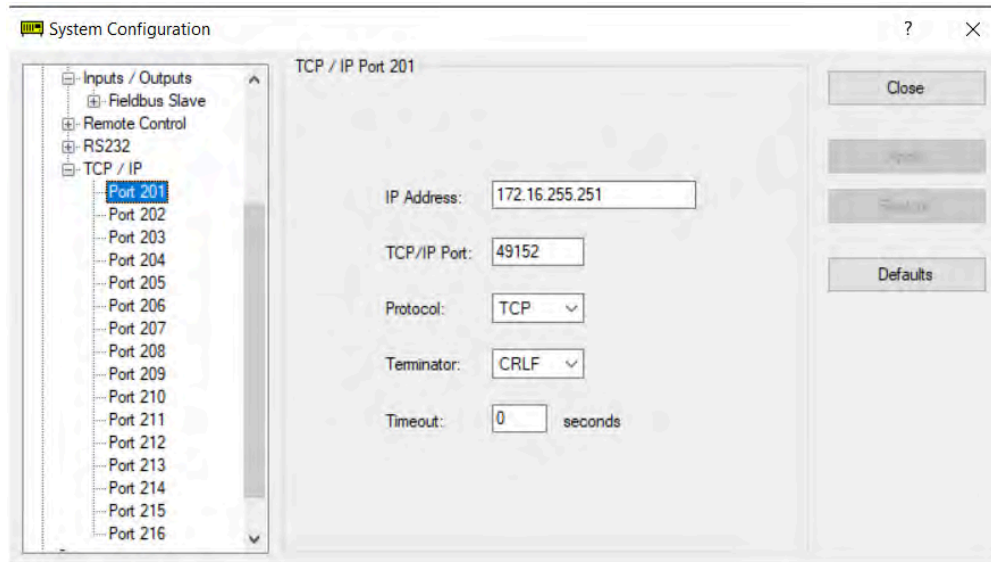 System Configuration
?
Inputs / Outputs
Fieldbus Slave
Remote Control
RS232
TCP / IP
Port 201
Port 202
Port 203
Port 204
Port 205
Port 206
Port 207
Port 208
Port 209
Port 210
Port 211
Port 212
Port 213
Port 214
Port 215
Port 216
TCP / IP Port 201
IP Address: 172.16.255.251
TCP/IP Port: 49152
Protocol: TCP
Terminator: CRLF
Timeout: 0 seconds
Close
Defaults